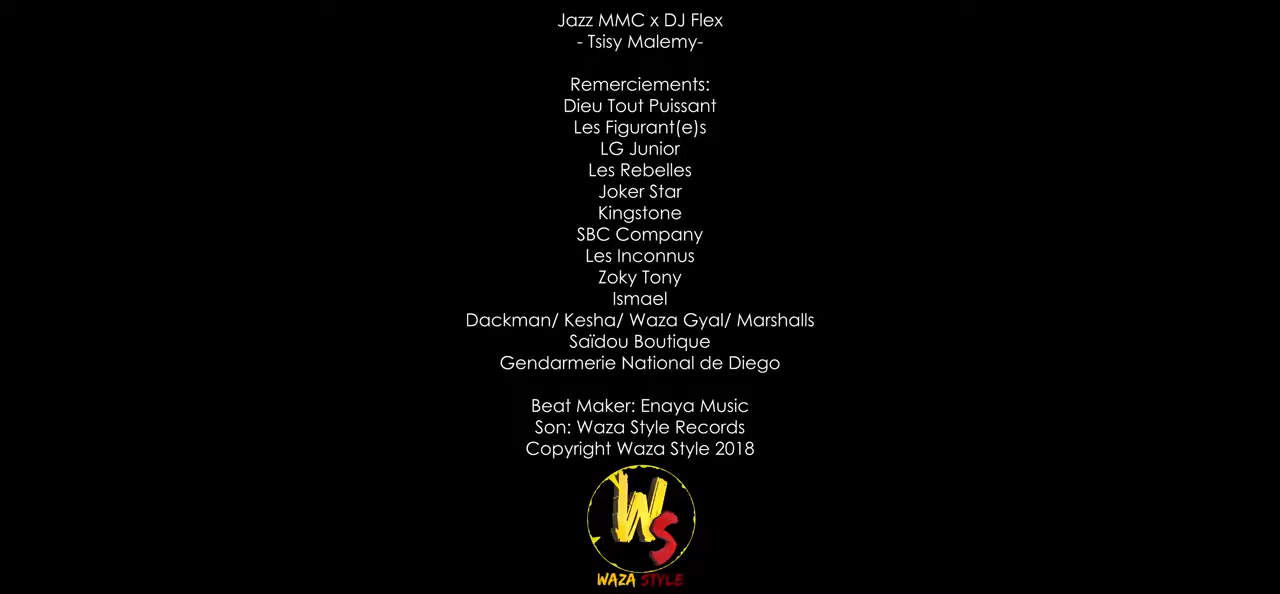 Jazz MMC x DJ Flex
- Tsisy Malemy-
Remerciements:
Dieu Tout Puissant
Les Figurant(e)s
LG Junior
Les Rebelles
Joker Star
Kingstone
SBC Company
Les Inconnus
Zoky Tony
Ismael
Dackman/ Kesha/ Waza Gyal/ Marshalls
Saïdou Boutique
Gendarmerie National de Diego
Beat Maker: Enaya Music
Son: Waza Style Records
Copyright Waza Style 2018
WS
WAZA STYLE